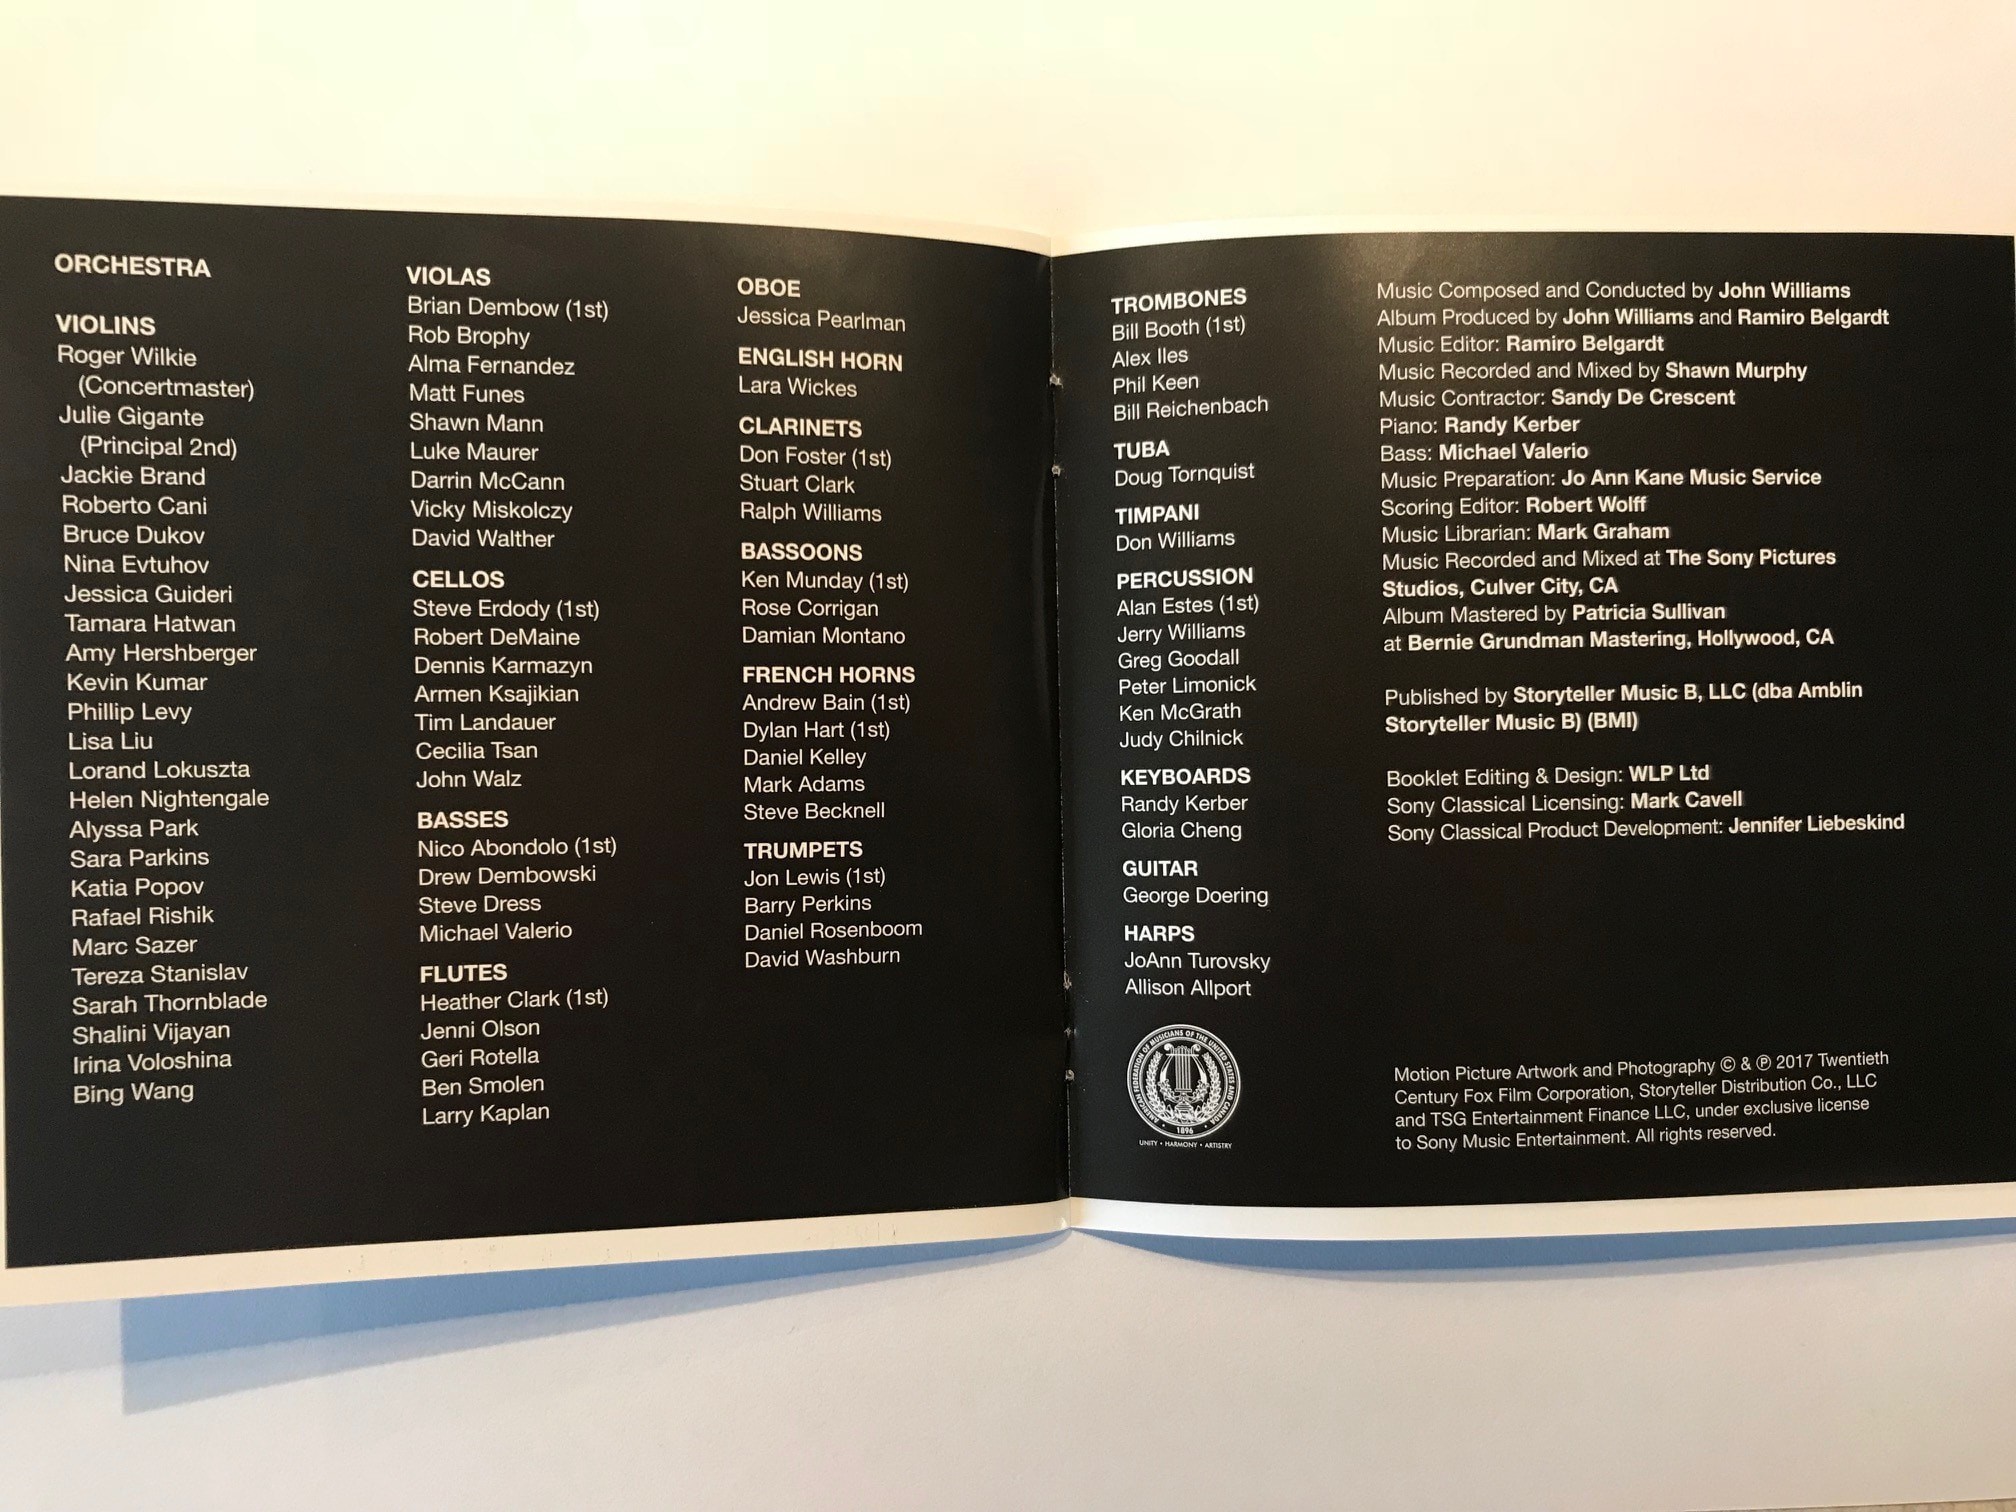 ORCHESTRA
VIOLINS
Roger Wilkie
(Concertmaster)
Julie Gigante
(Principal 2nd)
Jackie Brand
Roberto Cani
Bruce Dukov
Nina Evtuhov
Jessica Guideri
Tamara Hatwan
Amy Hershberger
Kevin Kumar
Phillip Levy
Lisa Liu
Lorand Lokuszta
Helen Nightengale
Alyssa Park
Sara Parkins
Katia Popov
Rafael Rishik
Marc Sazer
Tereza Stanislav
Sarah Thornblade
Shalini Vijayan
Irina Voloshina
Bing Wang
VIOLAS
Brian Dembow (1st)
Rob Brophy
Alma Fernandez
Matt Funes
Shawn Mann
Luke Maurer
Darrin McCann
Vicky Miskolczy
David Walther
CELLOS
Steve Erdody (1st)
Robert DeMaine
Dennis Karmazyn
Armen Ksajikian
Tim Landauer
Cecilia Tsan
John Walz
BASSES
Nico Abondolo (1st)
Drew Dembowski
Steve Dress
Michael Valerio
FLUTES
Heather Clark (1st)
Jenni Olson
Geri Rotella
Ben Smolen
Larry Kaplan
OBOE
Jessica Pearlman
ENGLISH HORN
Lara Wickes
CLARINETS
Don Foster (1st)
Stuart Clark
Ralph Williams
BASSOONS
Ken Munday (1st)
Rose Corrigan
Damian Montano
FRENCH HORNS
Andrew Bain (1st)
Dylan Hart (1st)
Daniel Kelley
Mark Adams
Steve Becknell
TRUMPETS
Jon Lewis (1st)
Barry Perkins
Daniel Rosenboom
David Washburn
TROMBONES
Bill Booth (1st)
Alex Iles
Phil Keen
Bill Reichenbach
TUBA
Doug Tornquist
TIMPANI
Don Williams
PERCUSSION
Alan Estes (1st)
Jerry Williams
Greg Goodall
Peter Limonick
Ken McGrath
Judy Chilnick
KEYBOARDS
Randy Kerber
Gloria Cheng
GUITAR
George Doering
HARPS
JoAnn Turovsky
Allison Allport
AMERICAN FEDERATION OF MUSICIANS OF THE UNITED STATES AND CANADA
1896
UNITY • HARMONY • ARTISTRY
Music Composed and Conducted by John Williams
Album Produced by John Williams and Ramiro Belgardt
Music Editor: Ramiro Belgardt
Music Recorded and Mixed by Shawn Murphy
Music Contractor: Sandy De Crescent
Piano: Randy Kerber
Bass: Michael Valerio
Music Preparation: Jo Ann Kane Music Service
Scoring Editor: Robert Wolff
Music Librarian: Mark Graham
Music Recorded and Mixed at The Sony Pictures
Studios, Culver City, CA
Album Mastered by Patricia Sullivan
at Bernie Grundman Mastering, Hollywood, CA
Published by Storyteller Music B, LLC (dba Amblin
Storyteller Music B) (BMI)
Booklet Editing & Design: WLP Ltd
Sony Classical Licensing: Mark Cavell
Sony Classical Product Development: Jennifer Liebeskind
Motion Picture Artwork and Photography © & ℗ 2017 Twentieth
Century Fox Film Corporation, Storyteller Distribution Co., LLC
and TSG Entertainment Finance LLC, under exclusive license
to Sony Music Entertainment. All rights reserved.